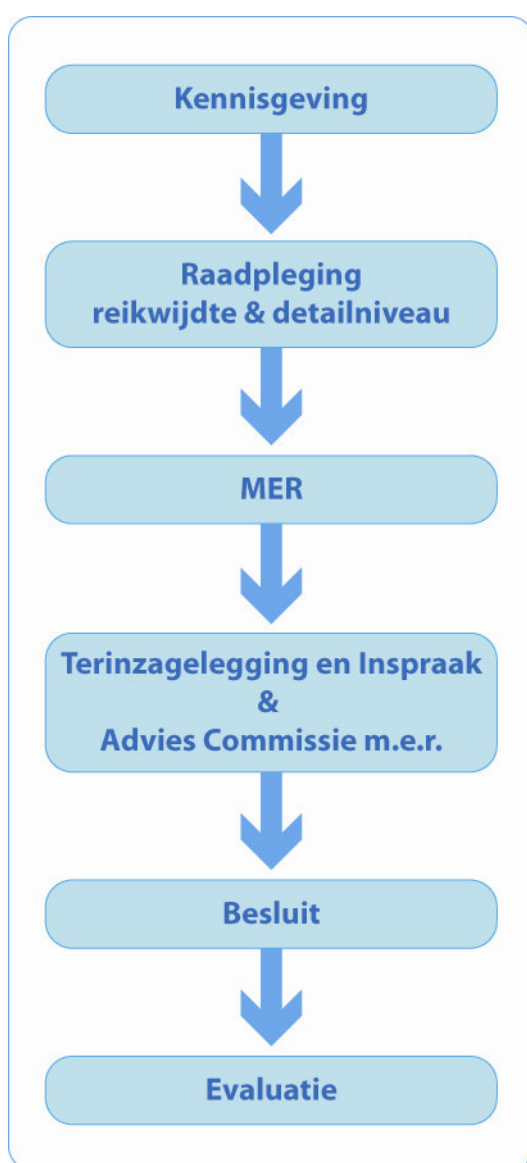 Kennisgeving
Raadpleging
reikwijdte & detailniveau
MER
Terinzagelegging en Inspraak
&
Advies Commissie m.e.r.
Besluit
Evaluatie